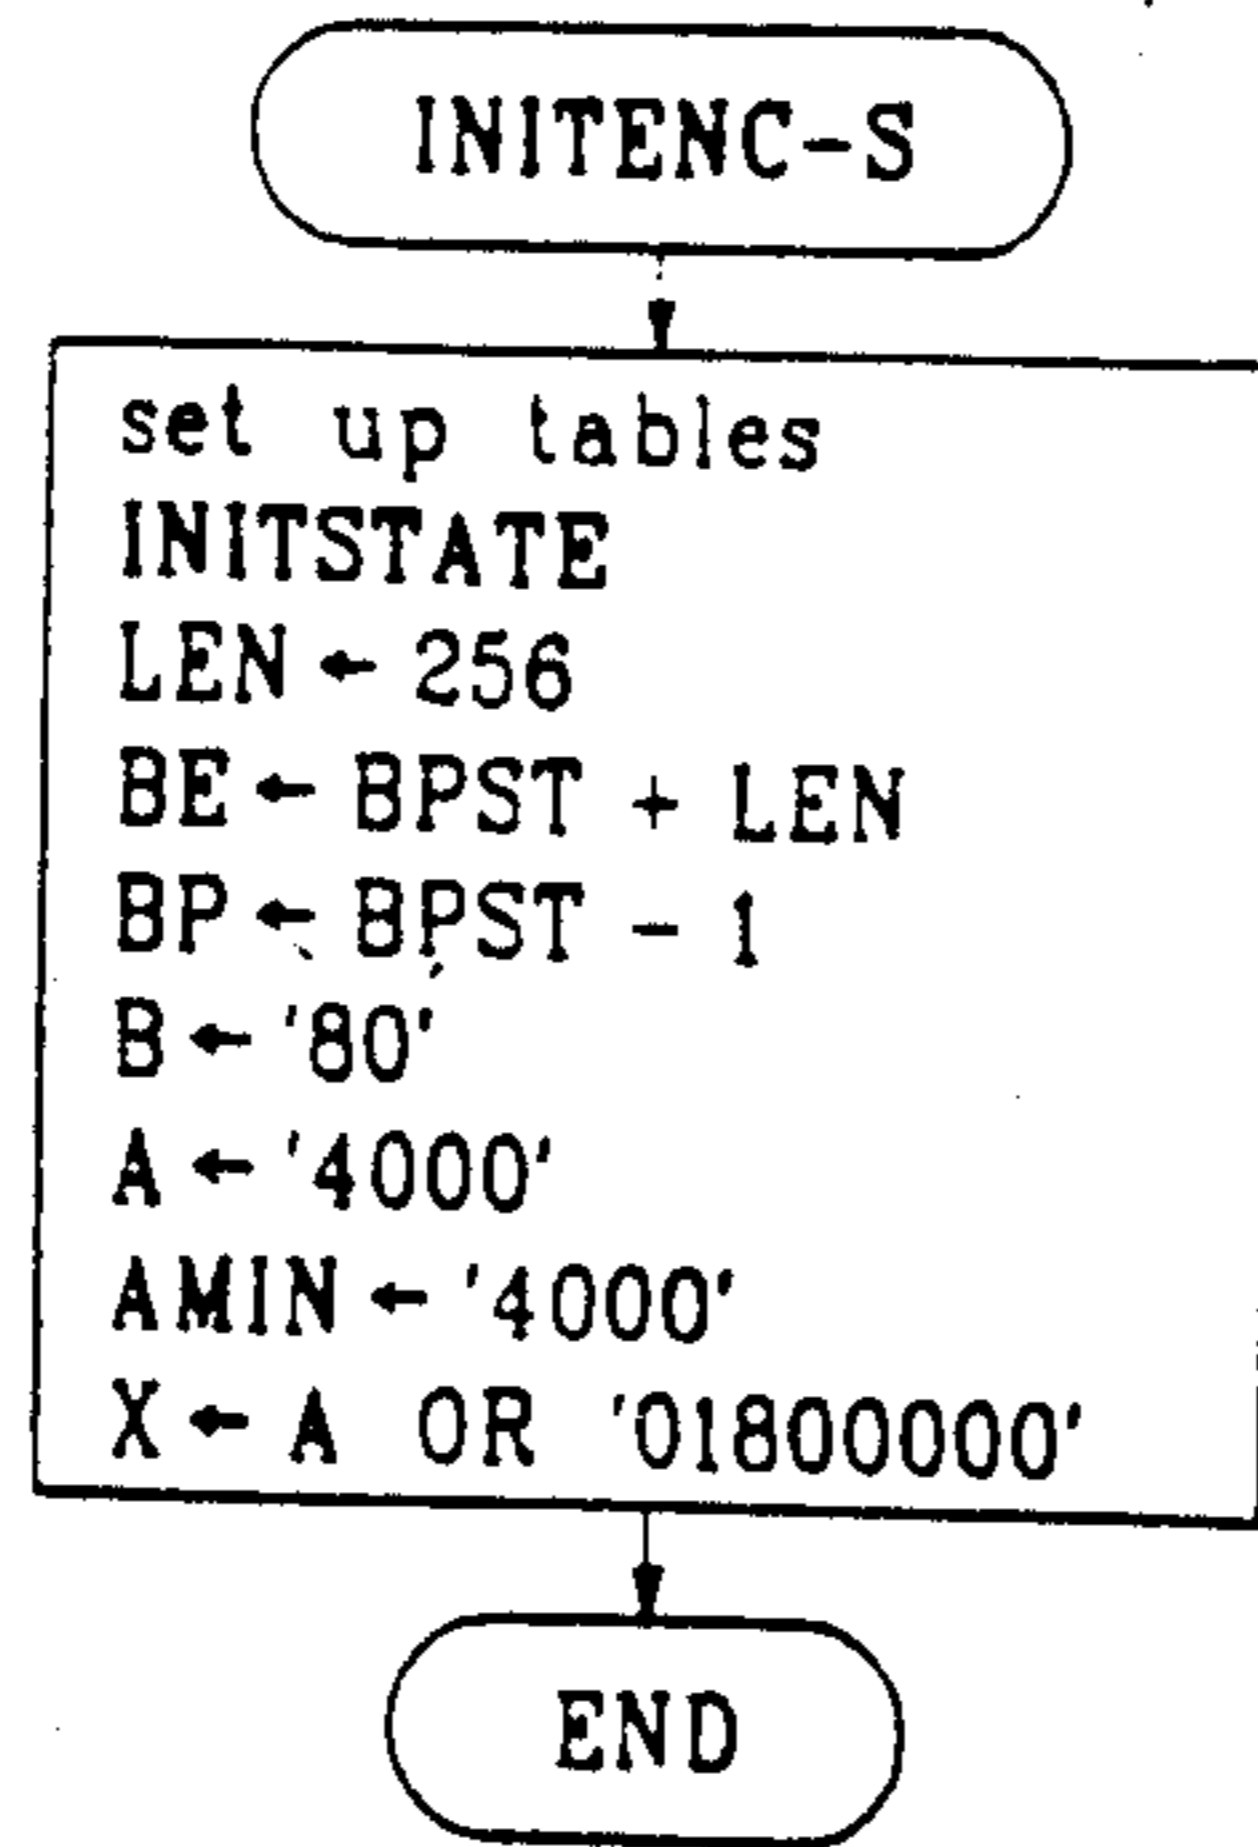 INITENC-S
set up tables
INITSTATE
LEN ← 256
BE ← BPST + LEN
BP ← BPST - 1
B ← '80'
A ← '4000'
AMIN ← '4000'
X ← A OR '01800000'
END